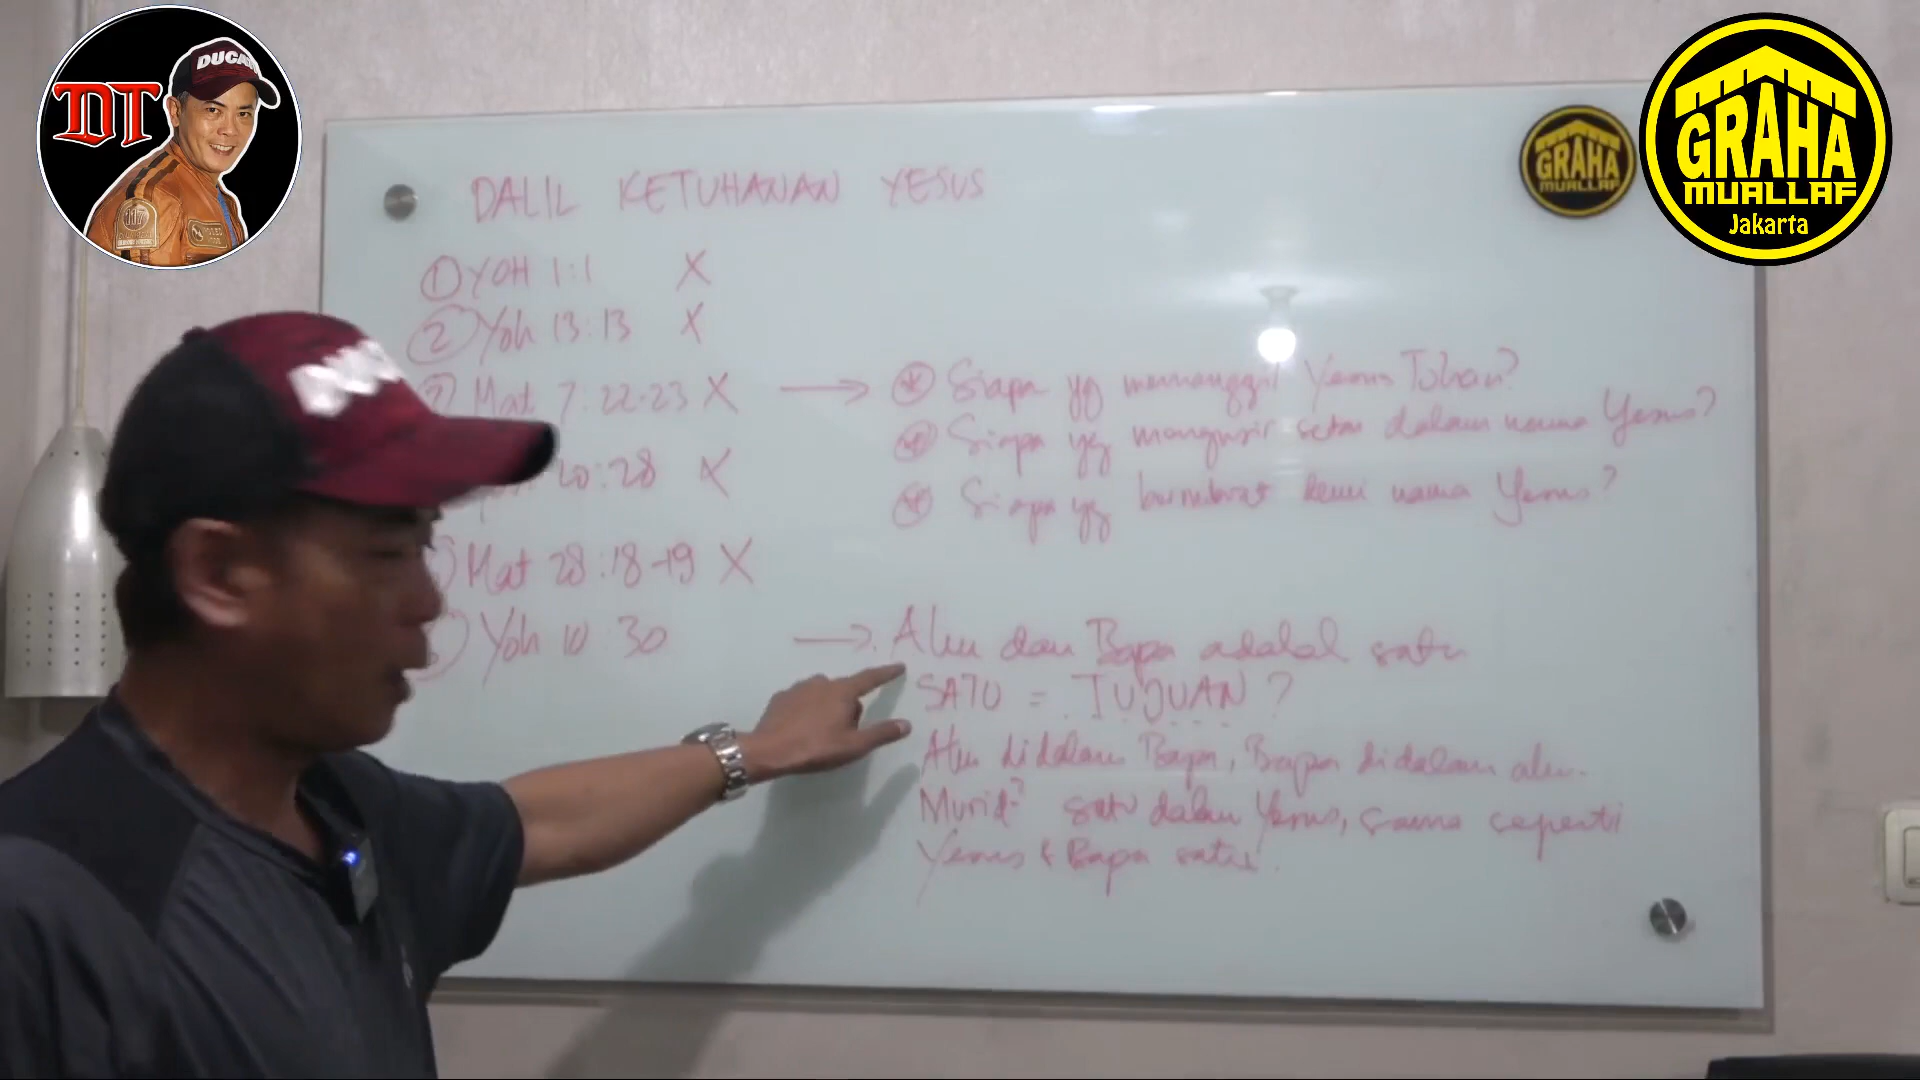 DT
DUCATI
GRAHA
MUALLAF
Jakarta
GRAHA
MUALLAF
DALIL KETUHANAN YESUS
① YOH 1:1 X
② Yoh 13:13 X
Mat 7:22-23 X → Siapa yg memanggil Yesus Tuhan?
Siapa yg mengusir setan dalam nama Yesus?
20:28 X
Siapa yg demi nama Yesus?
Mat 28:18-19 X
Yoh 10:30 → Aku dan Bapa adalah satu
SATU = TUJUAN?
Aku didalam Bapa, Bapa didalam aku.
Murid? satu dalam Yesus, sama seperti
Yesus & Bapa satu.